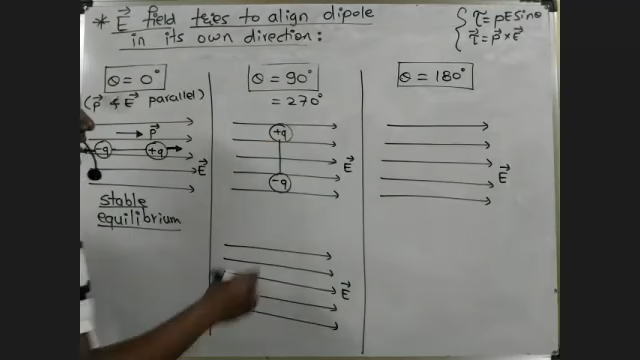 * E⃗ field tries to align dipole
in its own direction:
τ = pE sinθ
τ⃗ = p⃗ × E⃗
θ = 0°
(p⃗ & E⃗ parallel)
p⃗
-q +q
E⃗
stable
equilibrium
θ = 90°
= 270°
+q
E⃗
-q
E⃗
θ = 180°
E⃗